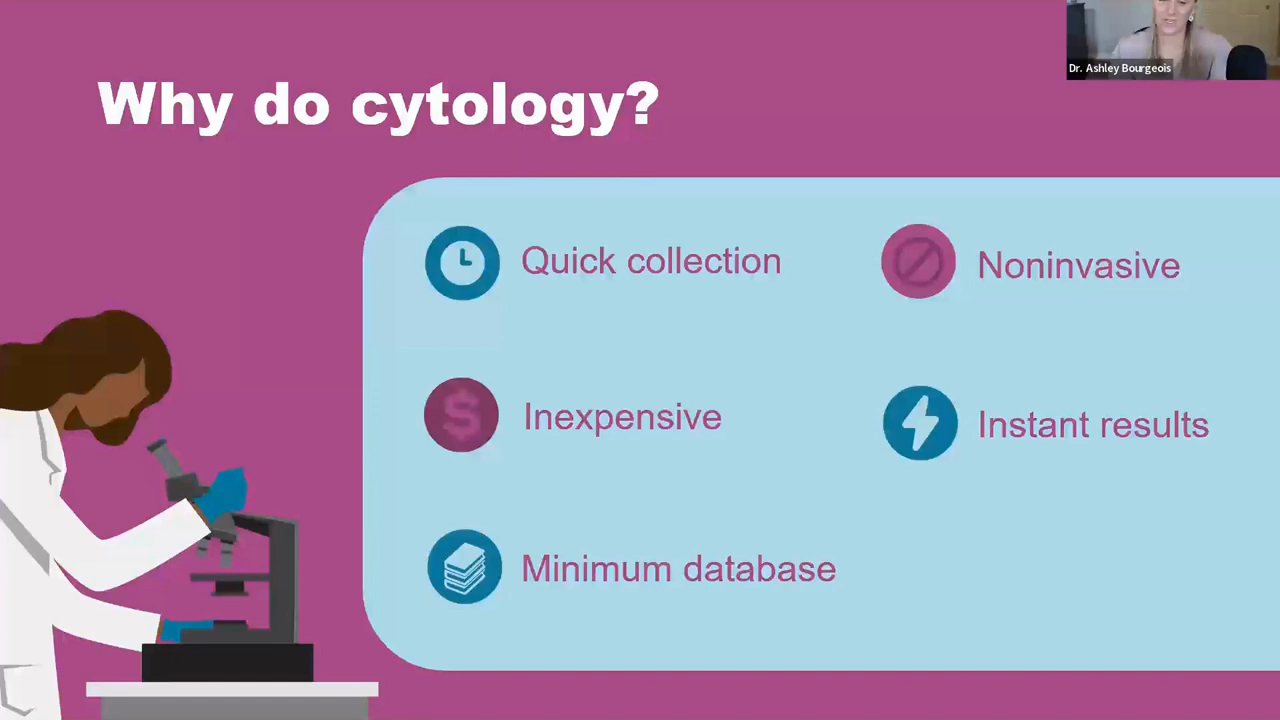 Dr. Ashley Bourgeois
Why do cytology?
Quick collection
Noninvasive
$
Inexpensive
Instant results
Minimum database